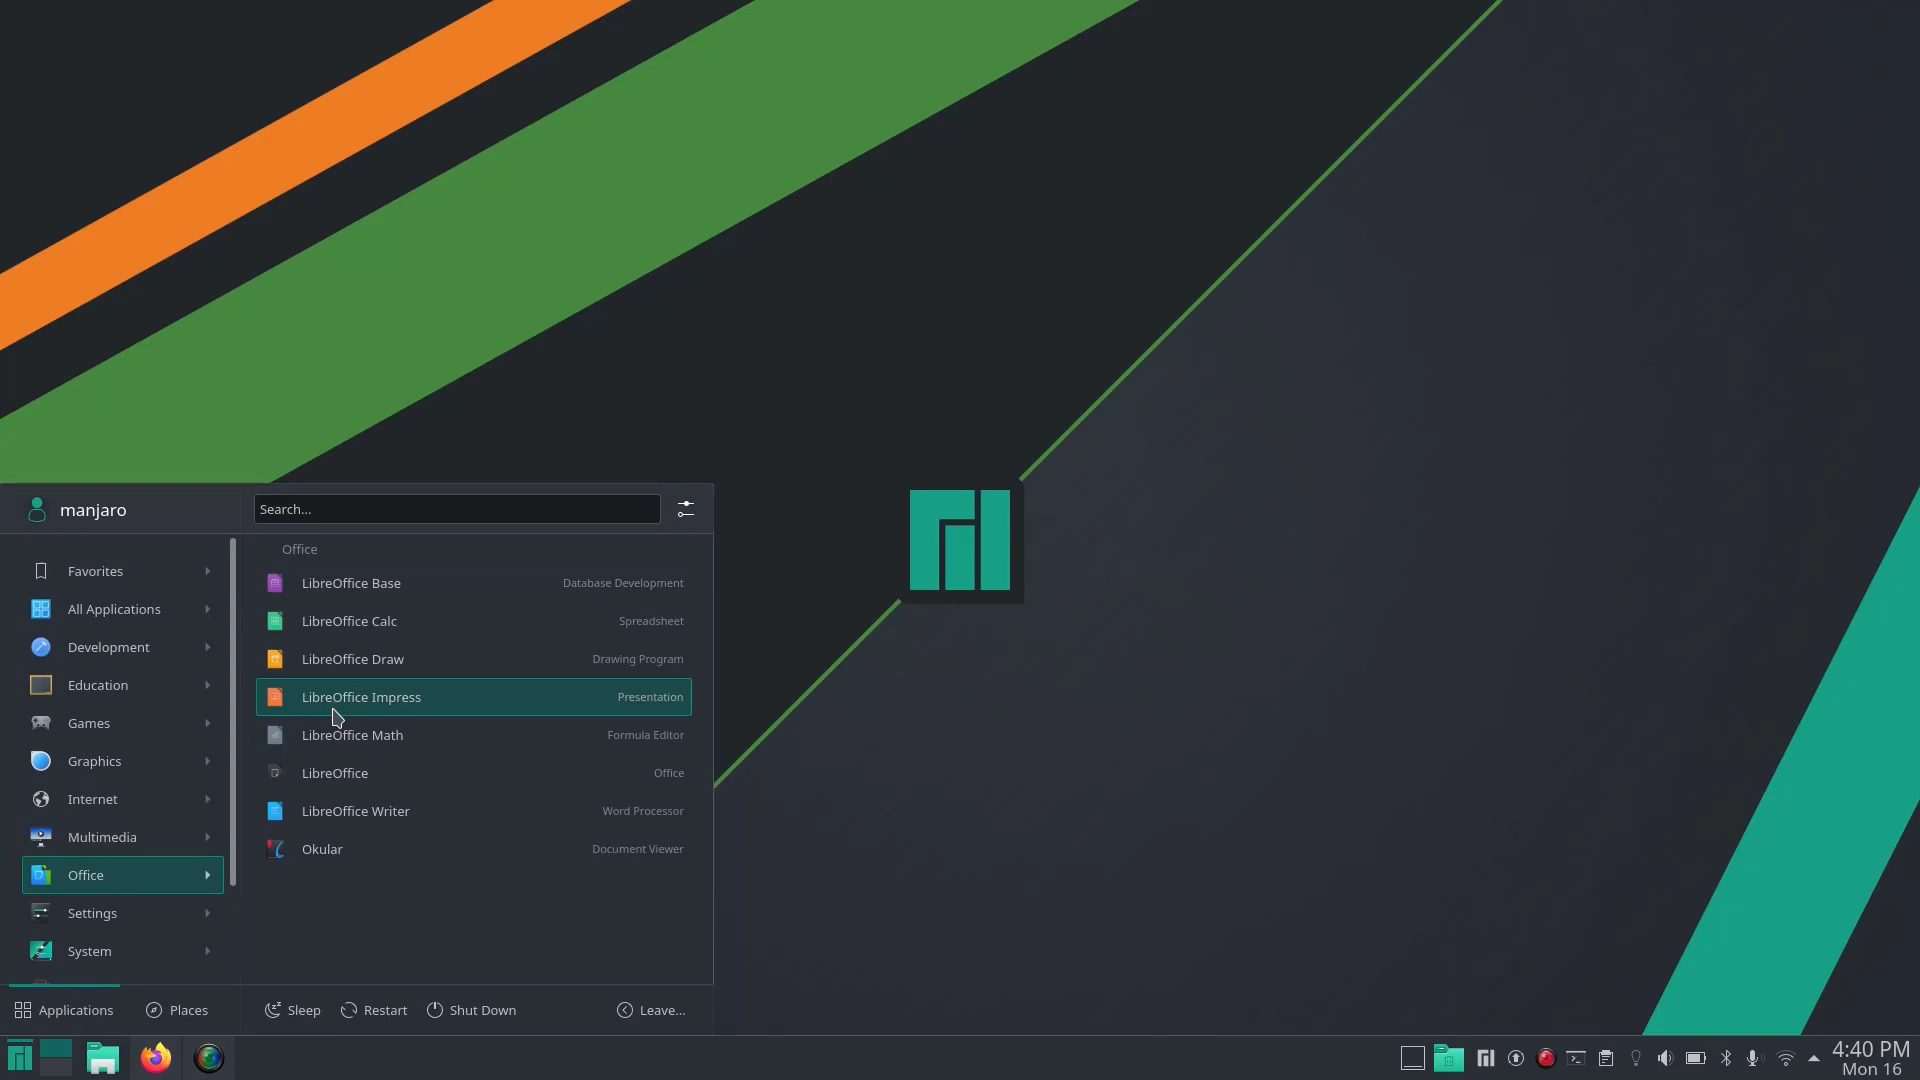 manjaro
Search...
Favorites
All Applications
Development
Education
Games
Graphics
Internet
Multimedia
Office
Settings
System
Office
LibreOffice Base Database Development
LibreOffice Calc Spreadsheet
LibreOffice Draw Drawing Program
LibreOffice Impress Presentation
LibreOffice Math Formula Editor
LibreOffice Office
LibreOffice Writer Word Processor
Okular Document Viewer
Applications Places Sleep Restart Shut Down Leave...
4:40 PM
Mon 16